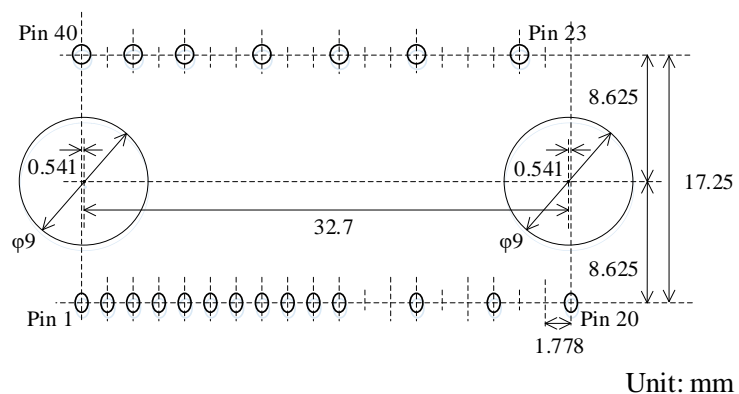 Pin 40
Pin 23
8.625
0.541
0.541
17.25
32.7
φ9
φ9
8.625
Pin 1
Pin 20
1.778
Unit: mm